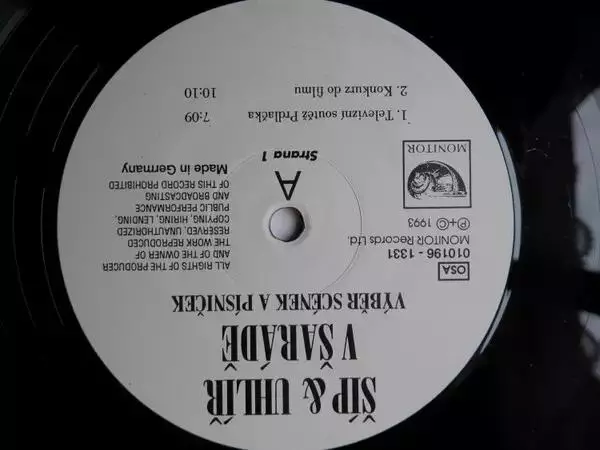 ŠÍP & UHLÍŘ
V ŠARÁDĚ
VÝBĚR SCÉNEK A PÍSNIČEK
OSA
010196 - 1331
MONITOR Records Ltd.
℗+© 1993
MONITOR
ALL RIGHTS OF THE PRODUCER
AND OF THE OWNER OF
THE WORK REPRODUCED
RESERVED, UNAUTHORIZED
COPYING, HIRING, LENDING,
PUBLIC PERFORMANCE
AND BROADCASTING
OF THIS RECORD PROHIBITED
Made in Germany
A
Strana 1
1. Televizní soutěž Prdlačka 7:09
2. Konkurz do filmu 10:10